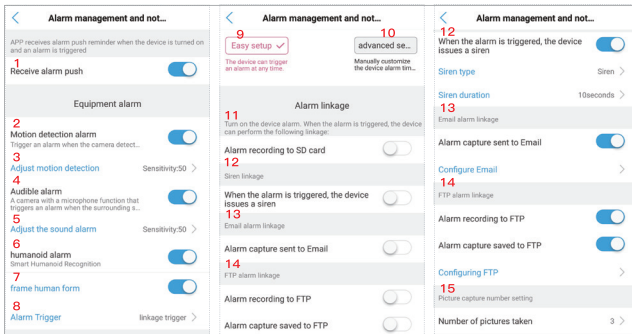 Alarm management and not...
APP receives alarm push reminder when the device is turned on
and an alarm is triggered
1
Receive alarm push
Equipment alarm
2
Motion detection alarm
Trigger an alarm when the camera detect...
3
Adjust motion detection Sensitivity:50
4
Audible alarm
A camera with a microphone function that
triggers an alarm when the surrounding s...
5
Adjust the sound alarm Sensitivity:50
6
humanoid alarm
Smart Humanoid Recognition
7
frame human form
8
Alarm Trigger linkage trigger
Alarm management and not...
9 10
Easy setup advanced se...
The device can trigger
an alarm at any time.
Manually customize
the device alarm tim...
Alarm linkage
11
Turn on the device alarm. When the alarm is triggered, the device
can perform the following linkage:
Alarm recording to SD card
12
Siren linkage
When the alarm is triggered, the device
issues a siren
13
Email alarm linkage
Alarm capture sent to Email
14
FTP alarm linkage
Alarm recording to FTP
Alarm capture saved to FTP
Alarm management and not...
12
When the alarm is triggered, the device
issues a siren
Siren type Siren
Siren duration 10seconds
13
Email alarm linkage
Alarm capture sent to Email
Configure Email
14
FTP alarm linkage
Alarm recording to FTP
Alarm capture saved to FTP
Configuring FTP
15
Picture capture number setting
Number of pictures taken 3